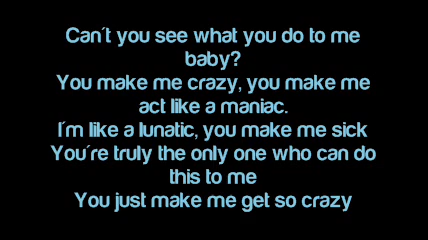 Can't you see what you do to me
baby?
You make me crazy, you make me
act like a maniac.
I'm like a lunatic, you make me sick
You're truly the only one who can do
this to me
You just make me get so crazy